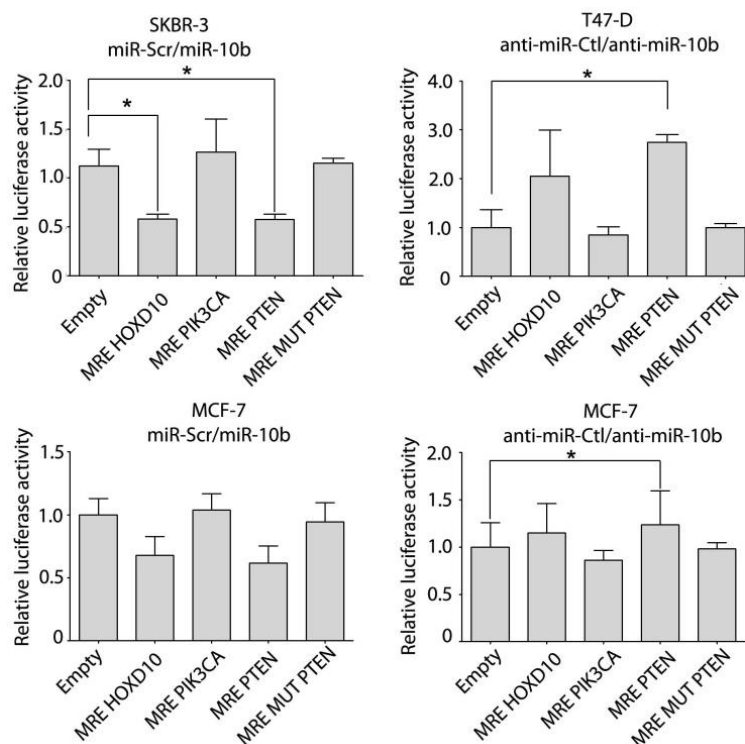 SKBR-3
miR-Scr/miR-10b
Relative luciferase activity
2.0
1.5
1.0
0.5
0
*
*
Empty
MRE HOXD10
MRE PIK3CA
MRE PTEN
MRE MUT PTEN
T47-D
anti-miR-Ctl/anti-miR-10b
Relative luciferase activity
4.0
3.0
2.0
1.0
0
*
Empty
MRE HOXD10
MRE PIK3CA
MRE PTEN
MRE MUT PTEN
MCF-7
miR-Scr/miR-10b
Relative luciferase activity
1.5
1.0
0.5
0
Empty
MRE HOXD10
MRE PIK3CA
MRE PTEN
MRE MUT PTEN
MCF-7
anti-miR-Ctl/anti-miR-10b
Relative luciferase activity
2.0
1.5
1.0
0.5
0
*
Empty
MRE HOXD10
MRE PIK3CA
MRE PTEN
MRE MUT PTEN